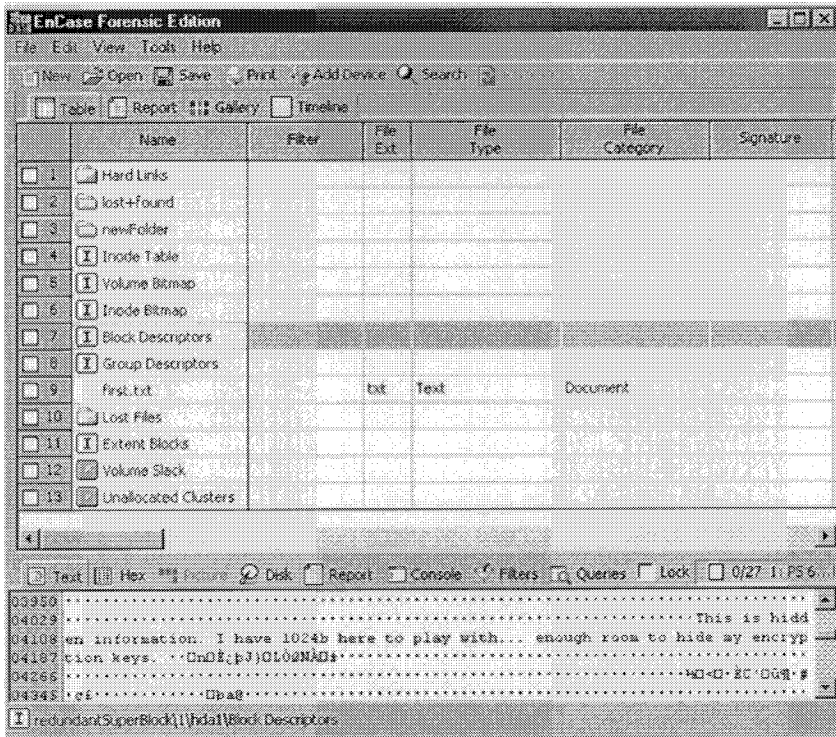 EnCase Forensic Edition
File Edit View Tools Help
New Open Save Print Add Device Search
Table Report Gallery Timeline
Name Filter File Ext File Type File Category Signature
1 Hard Links
2 lost+found
3 newFolder
4 Inode Table
5 Volume Bitmap
6 Inode Bitmap
7 Block Descriptors
8 Group Descriptors
9 first.txt txt Text Document
10 Lost Files
11 Extent Blocks
12 Volume Slack
13 Unallocated Clusters
Text Hex Picture Disk Report Console Filters Queries Lock 0/27
03950
04029 This is hidd
04108 en information. I have 1024b here to play with... enough room to hide my encryp
04187 tion keys.
04266
04345
redundantSuperBlock\1\hda1\Block Descriptors